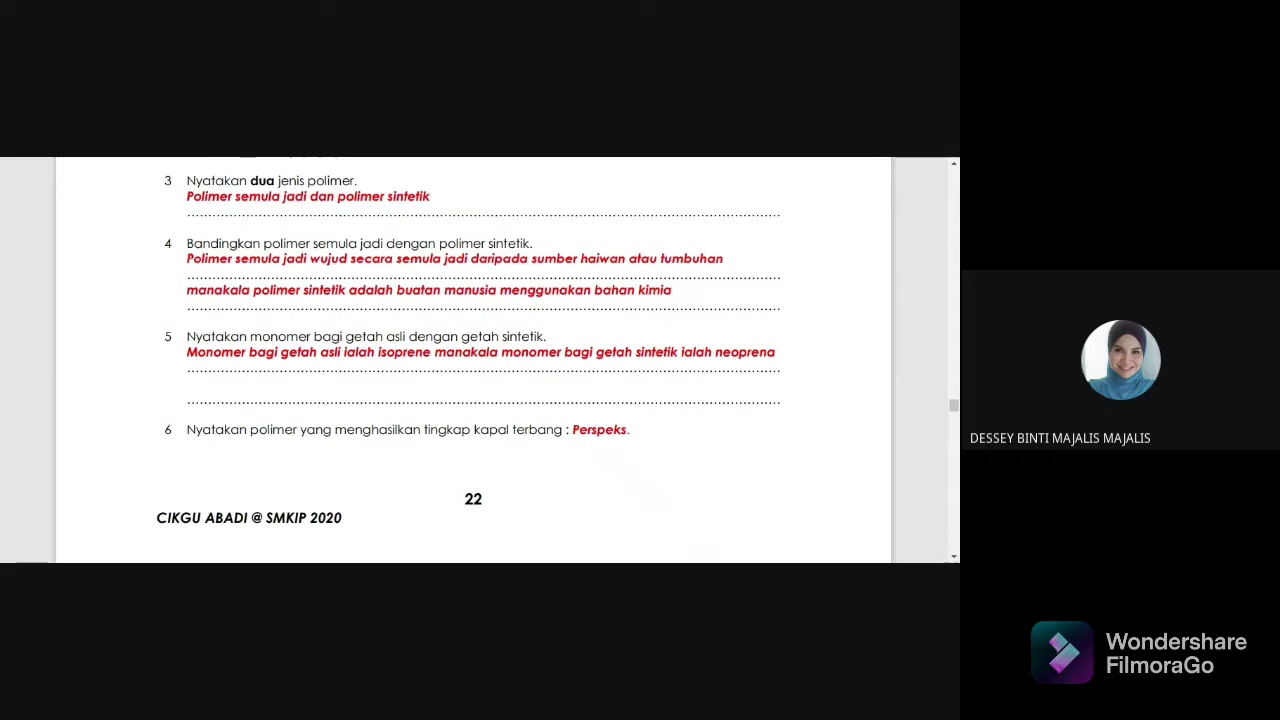 3 Nyatakan dua jenis polimer.
Polimer semula jadi dan polimer sintetik
4 Bandingkan polimer semula jadi dengan polimer sintetik.
Polimer semula jadi wujud secara semula jadi daripada sumber haiwan atau tumbuhan
manakala polimer sintetik adalah buatan manusia menggunakan bahan kimia
5 Nyatakan monomer bagi getah asli dengan getah sintetik.
Monomer bagi getah asli ialah isoprene manakala monomer bagi getah sintetik ialah neoprena
6 Nyatakan polimer yang menghasilkan tingkap kapal terbang : Perspeks.
22
CIKGU ABADI @ SMKIP 2020
DESSEY BINTI MAJALIS MAJALIS
Wondershare
FilmoraGo